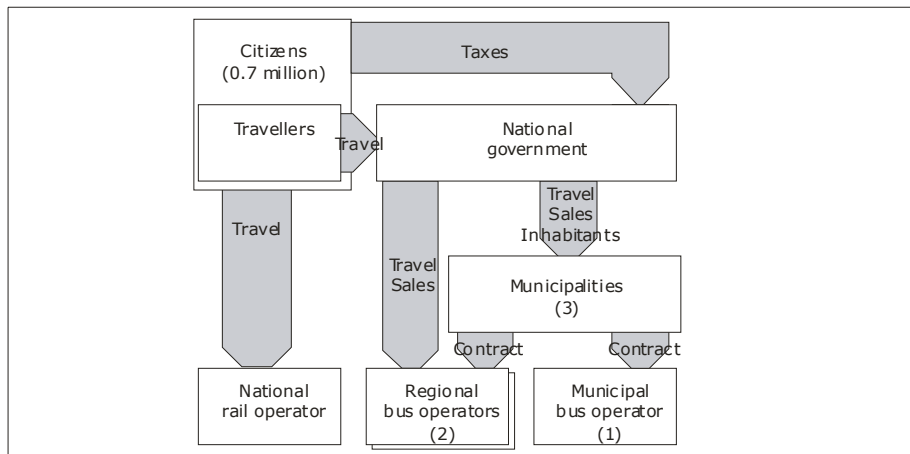 Citizens
(0.7 million)
Taxes
Travellers
Travel
National
government
Travel
Travel
Sales
Inhabitants
Travel
Sales
Municipalities
(3)
Contract
Contract
National
rail operator
Regional
bus operators
(2)
Municipal
bus operator
(1)